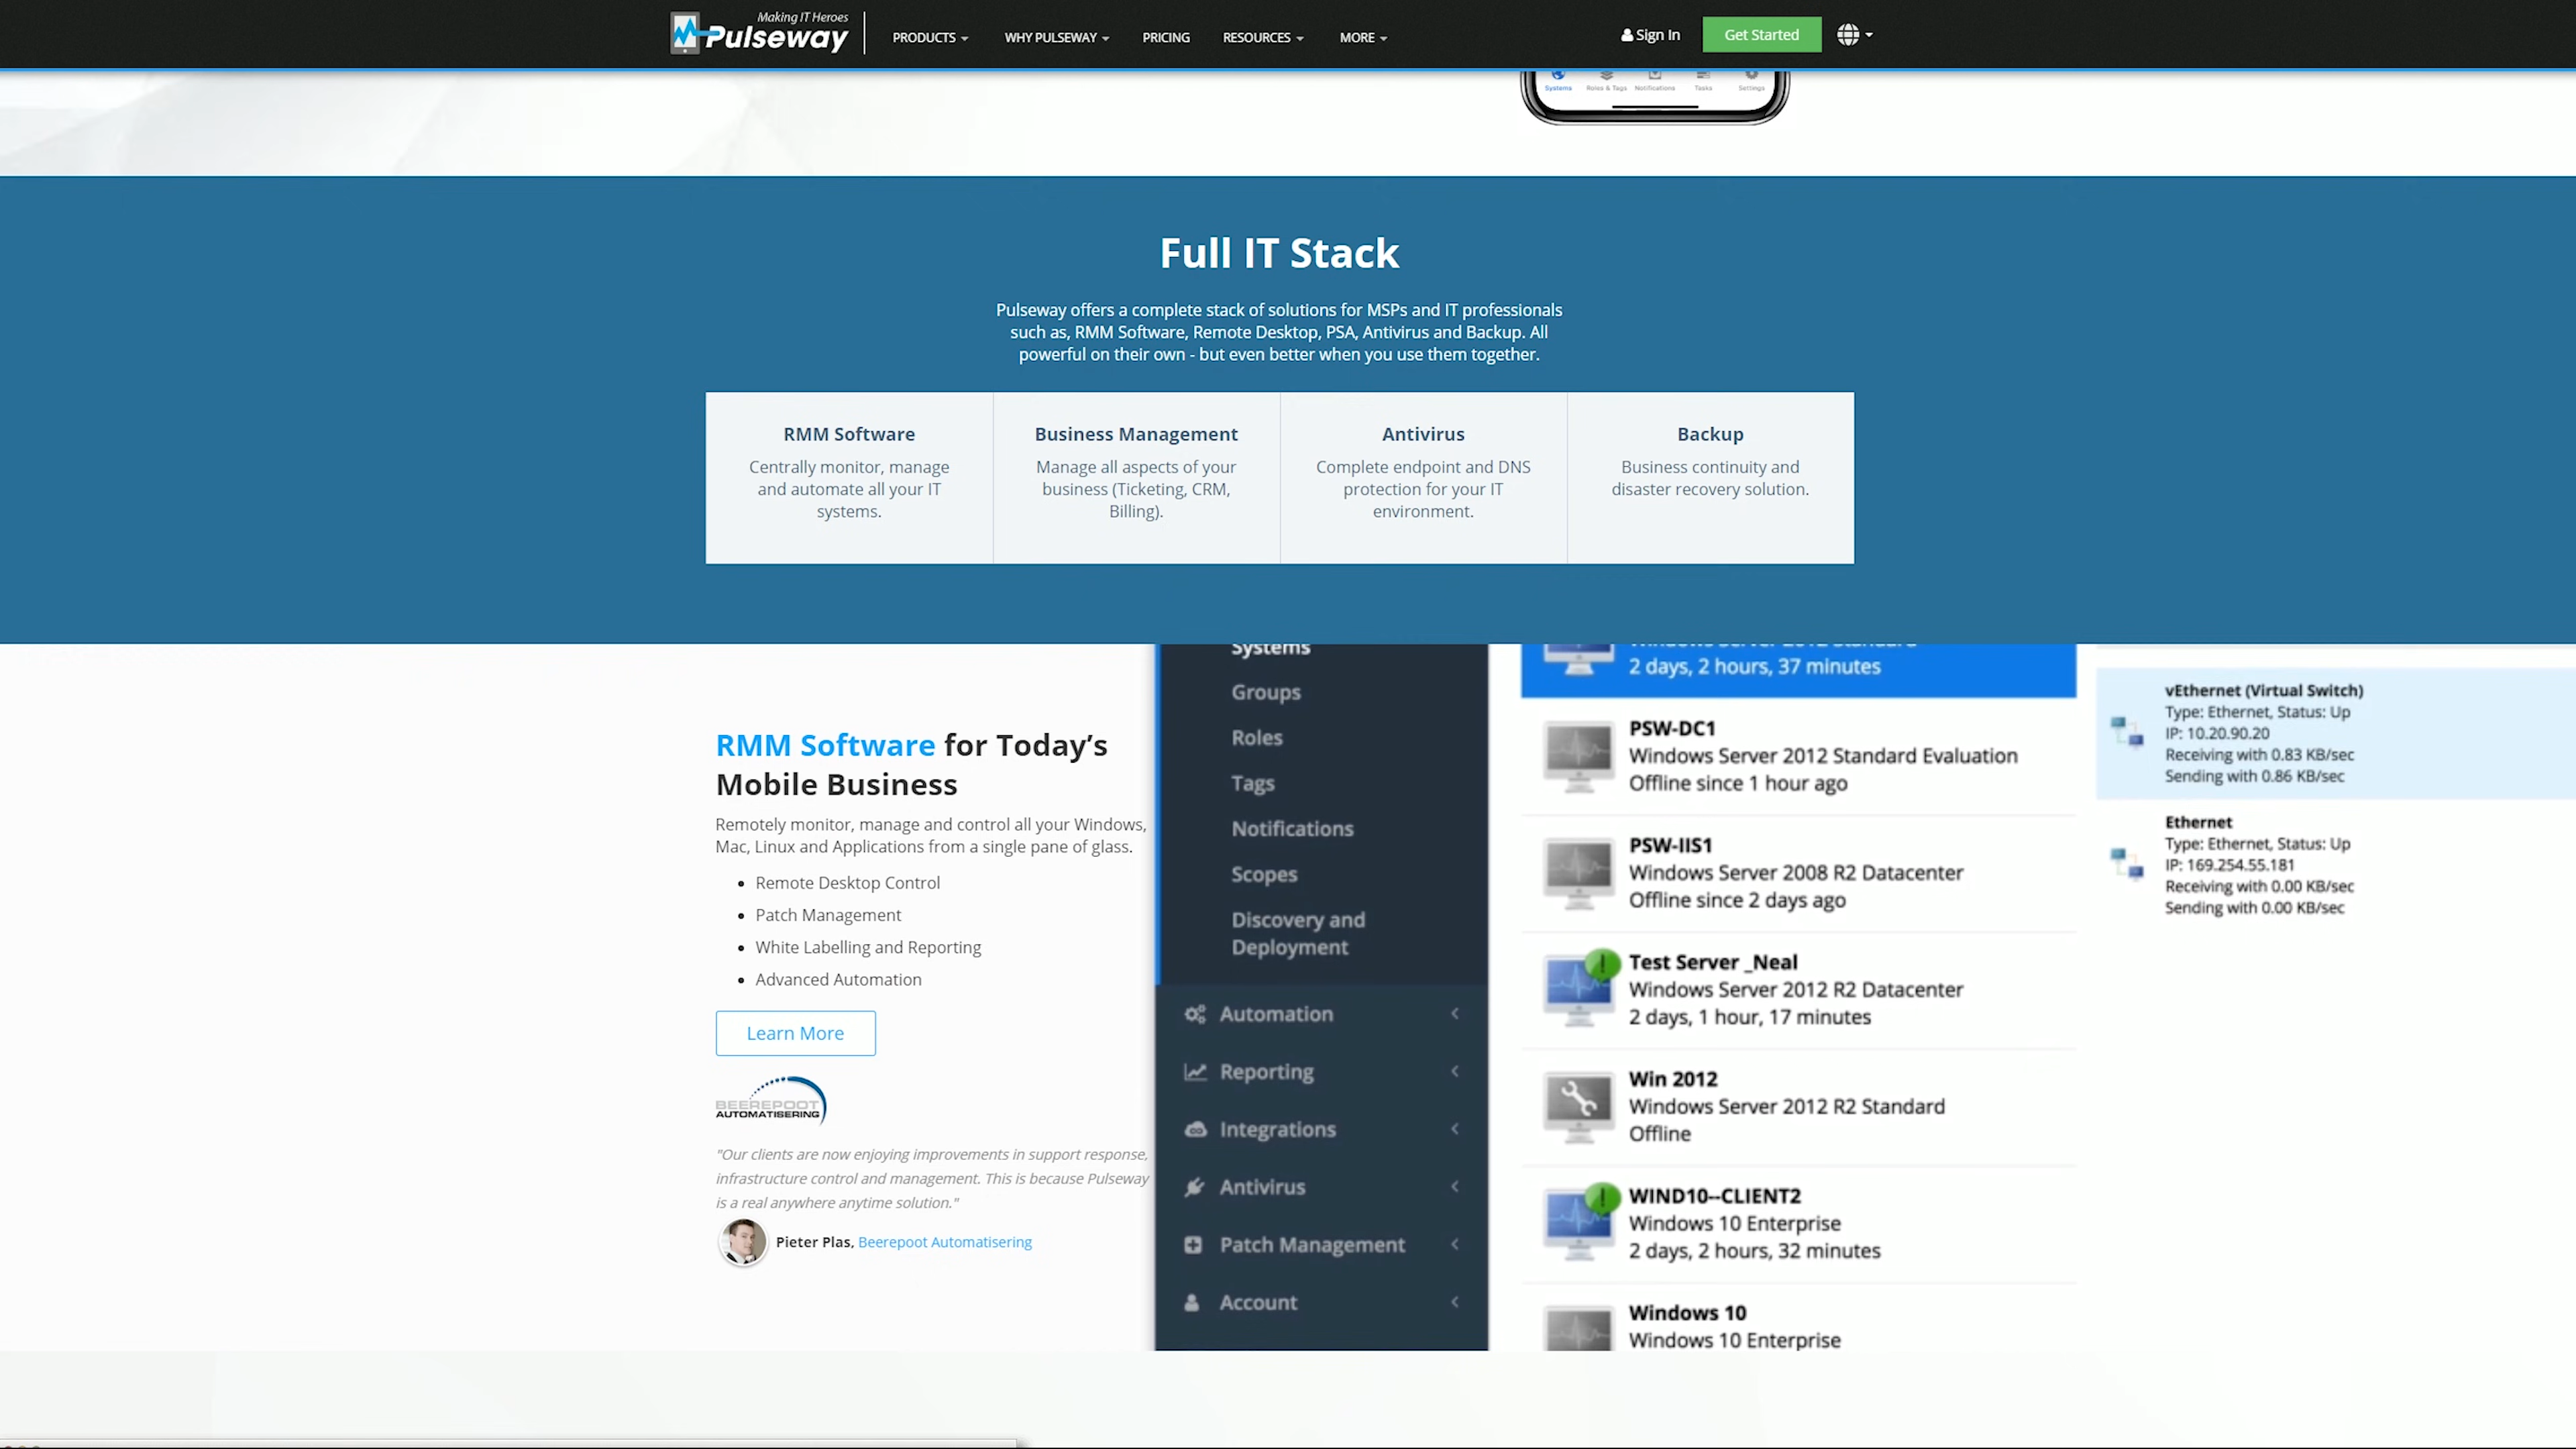 Making IT Heroes
Pulseway
PRODUCTS
WHY PULSEWAY
PRICING
RESOURCES
MORE
Sign In
Get Started
Systems
Roles & Tags
Notifications
Tasks
Settings
Full IT Stack
Pulseway offers a complete stack of solutions for MSPs and IT professionals
such as, RMM Software, Remote Desktop, PSA, Antivirus and Backup. All
powerful on their own - but even better when you use them together.
RMM Software
Centrally monitor, manage
and automate all your IT
systems.
Business Management
Manage all aspects of your
business (Ticketing, CRM,
Billing).
Antivirus
Complete endpoint and DNS
protection for your IT
environment.
Backup
Business continuity and
disaster recovery solution.
RMM Software for Today’s
Mobile Business
Remotely monitor, manage and control all your Windows,
Mac, Linux and Applications from a single pane of glass.
• Remote Desktop Control
• Patch Management
• White Labelling and Reporting
• Advanced Automation
Learn More
BEEREPOOT
AUTOMATISERING
"Our clients are now enjoying improvements in support response,
infrastructure control and management. This is because Pulseway
is a real anywhere anytime solution."
Pieter Plas, Beerepoot Automatisering
Systems
Groups
Roles
Tags
Notifications
Scopes
Discovery and
Deployment
Automation
Reporting
Integrations
Antivirus
Patch Management
Account
Windows Server 2012 Standard
2 days, 2 hours, 37 minutes
PSW-DC1
Windows Server 2012 Standard Evaluation
Offline since 1 hour ago
PSW-IIS1
Windows Server 2008 R2 Datacenter
Offline since 2 days ago
Test Server _Neal
Windows Server 2012 R2 Datacenter
2 days, 1 hour, 17 minutes
Win 2012
Windows Server 2012 R2 Standard
Offline
WIND10--CLIENT2
Windows 10 Enterprise
2 days, 2 hours, 32 minutes
Windows 10
Windows 10 Enterprise
vEthernet (Virtual Switch)
Type: Ethernet, Status: Up
IP: 10.20.90.20
Receiving with 0.83 KB/sec
Sending with 0.86 KB/sec
Ethernet
Type: Ethernet, Status: Up
IP: 169.254.55.181
Receiving with 0.00 KB/sec
Sending with 0.00 KB/sec